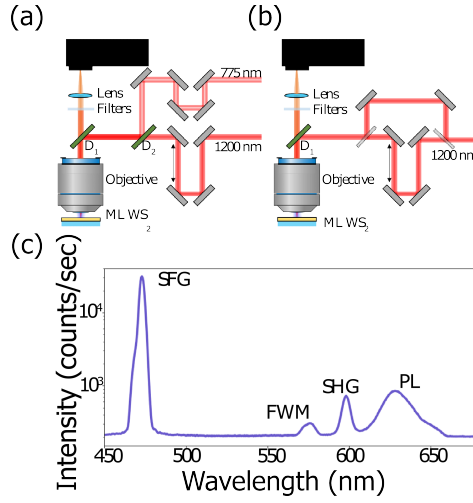 (a)
775 nm
Lens
Filters
D1
D2
1200 nm
Objective
ML WS2
(b)
Lens
Filters
D1
1200 nm
Objective
ML WS2
(c)
Intensity (counts/sec)
10^4
10^3
SFG
FWM
SHG
PL
450 500 550 600 650
Wavelength (nm)